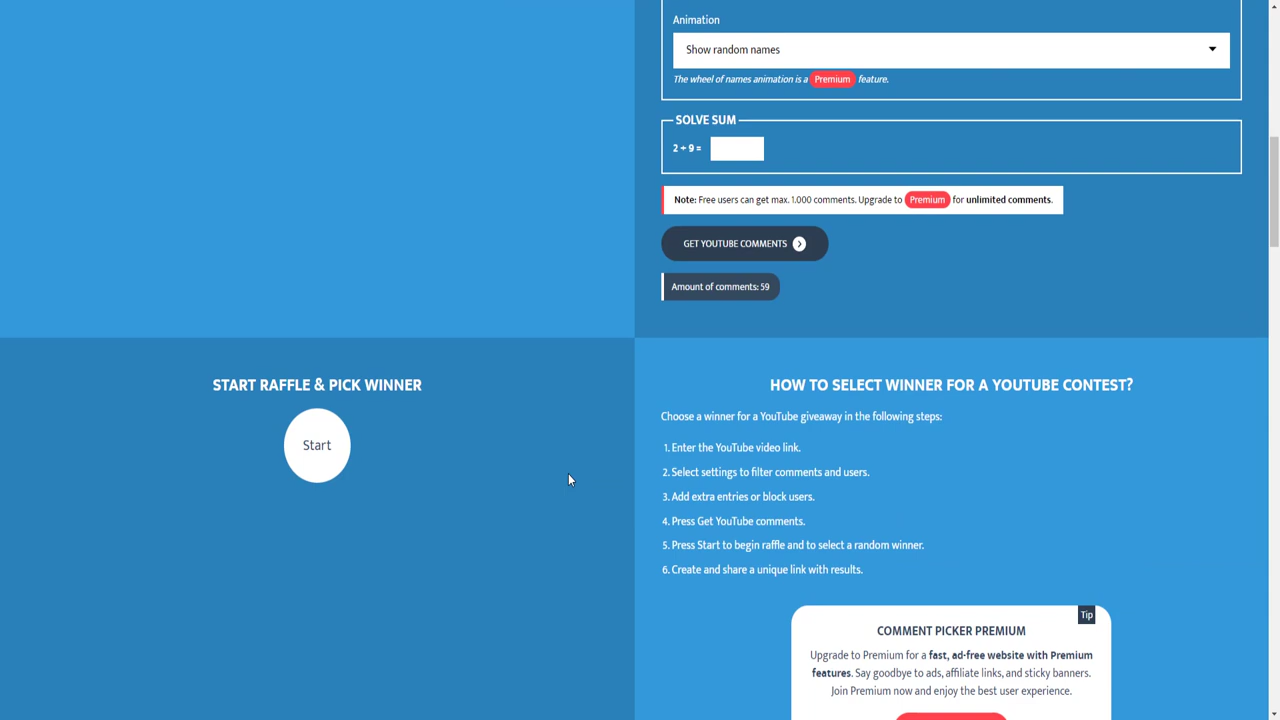 Animation
Show random names
The wheel of names animation is a Premium feature.
SOLVE SUM
2 + 9 =
Note: Free users can get max. 1.000 comments. Upgrade to Premium for unlimited comments.
GET YOUTUBE COMMENTS
Amount of comments: 59
START RAFFLE & PICK WINNER
Start
HOW TO SELECT WINNER FOR A YOUTUBE CONTEST?
Choose a winner for a YouTube giveaway in the following steps:
1. Enter the YouTube video link.
2. Select settings to filter comments and users.
3. Add extra entries or block users.
4. Press Get YouTube comments.
5. Press Start to begin raffle and to select a random winner.
6. Create and share a unique link with results.
Tip
COMMENT PICKER PREMIUM
Upgrade to Premium for a fast, ad-free website with Premium
features. Say goodbye to ads, affiliate links, and sticky banners.
Join Premium now and enjoy the best user experience.